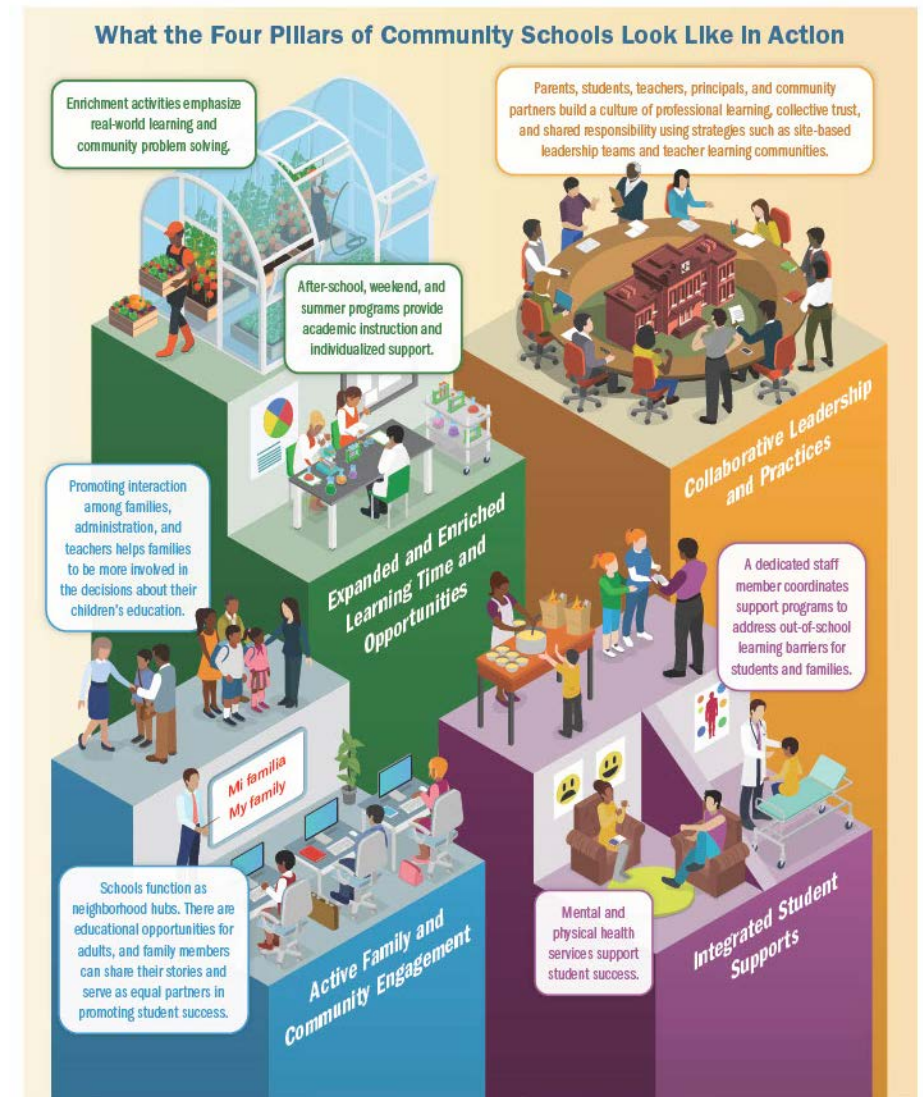 What the Four Pillars of Community Schools Look Like in Action
Enrichment activities emphasize
real-world learning and
community problem solving.
Parents, students, teachers, principals, and community
partners build a culture of professional learning, collective trust,
and shared responsibility using strategies such as site-based
leadership teams and teacher learning communities.
After-school, weekend, and
summer programs provide
academic instruction and
individualized support.
Collaborative Leadership
and Practices
Promoting interaction
among families,
administration, and
teachers helps families
to be more involved in
the decisions about their
children's education.
Expanded and Enriched
Learning Time and
Opportunities
A dedicated staff
member coordinates
support programs to
address out-of-school
learning barriers for
students and families.
Mi familia
My family
Schools function as
neighborhood hubs. There are
educational opportunities for
adults, and family members
can share their stories and
serve as equal partners in
promoting student success.
Active Family and
Community Engagement
Mental and
physical health
services support
student success.
Integrated Student
Supports